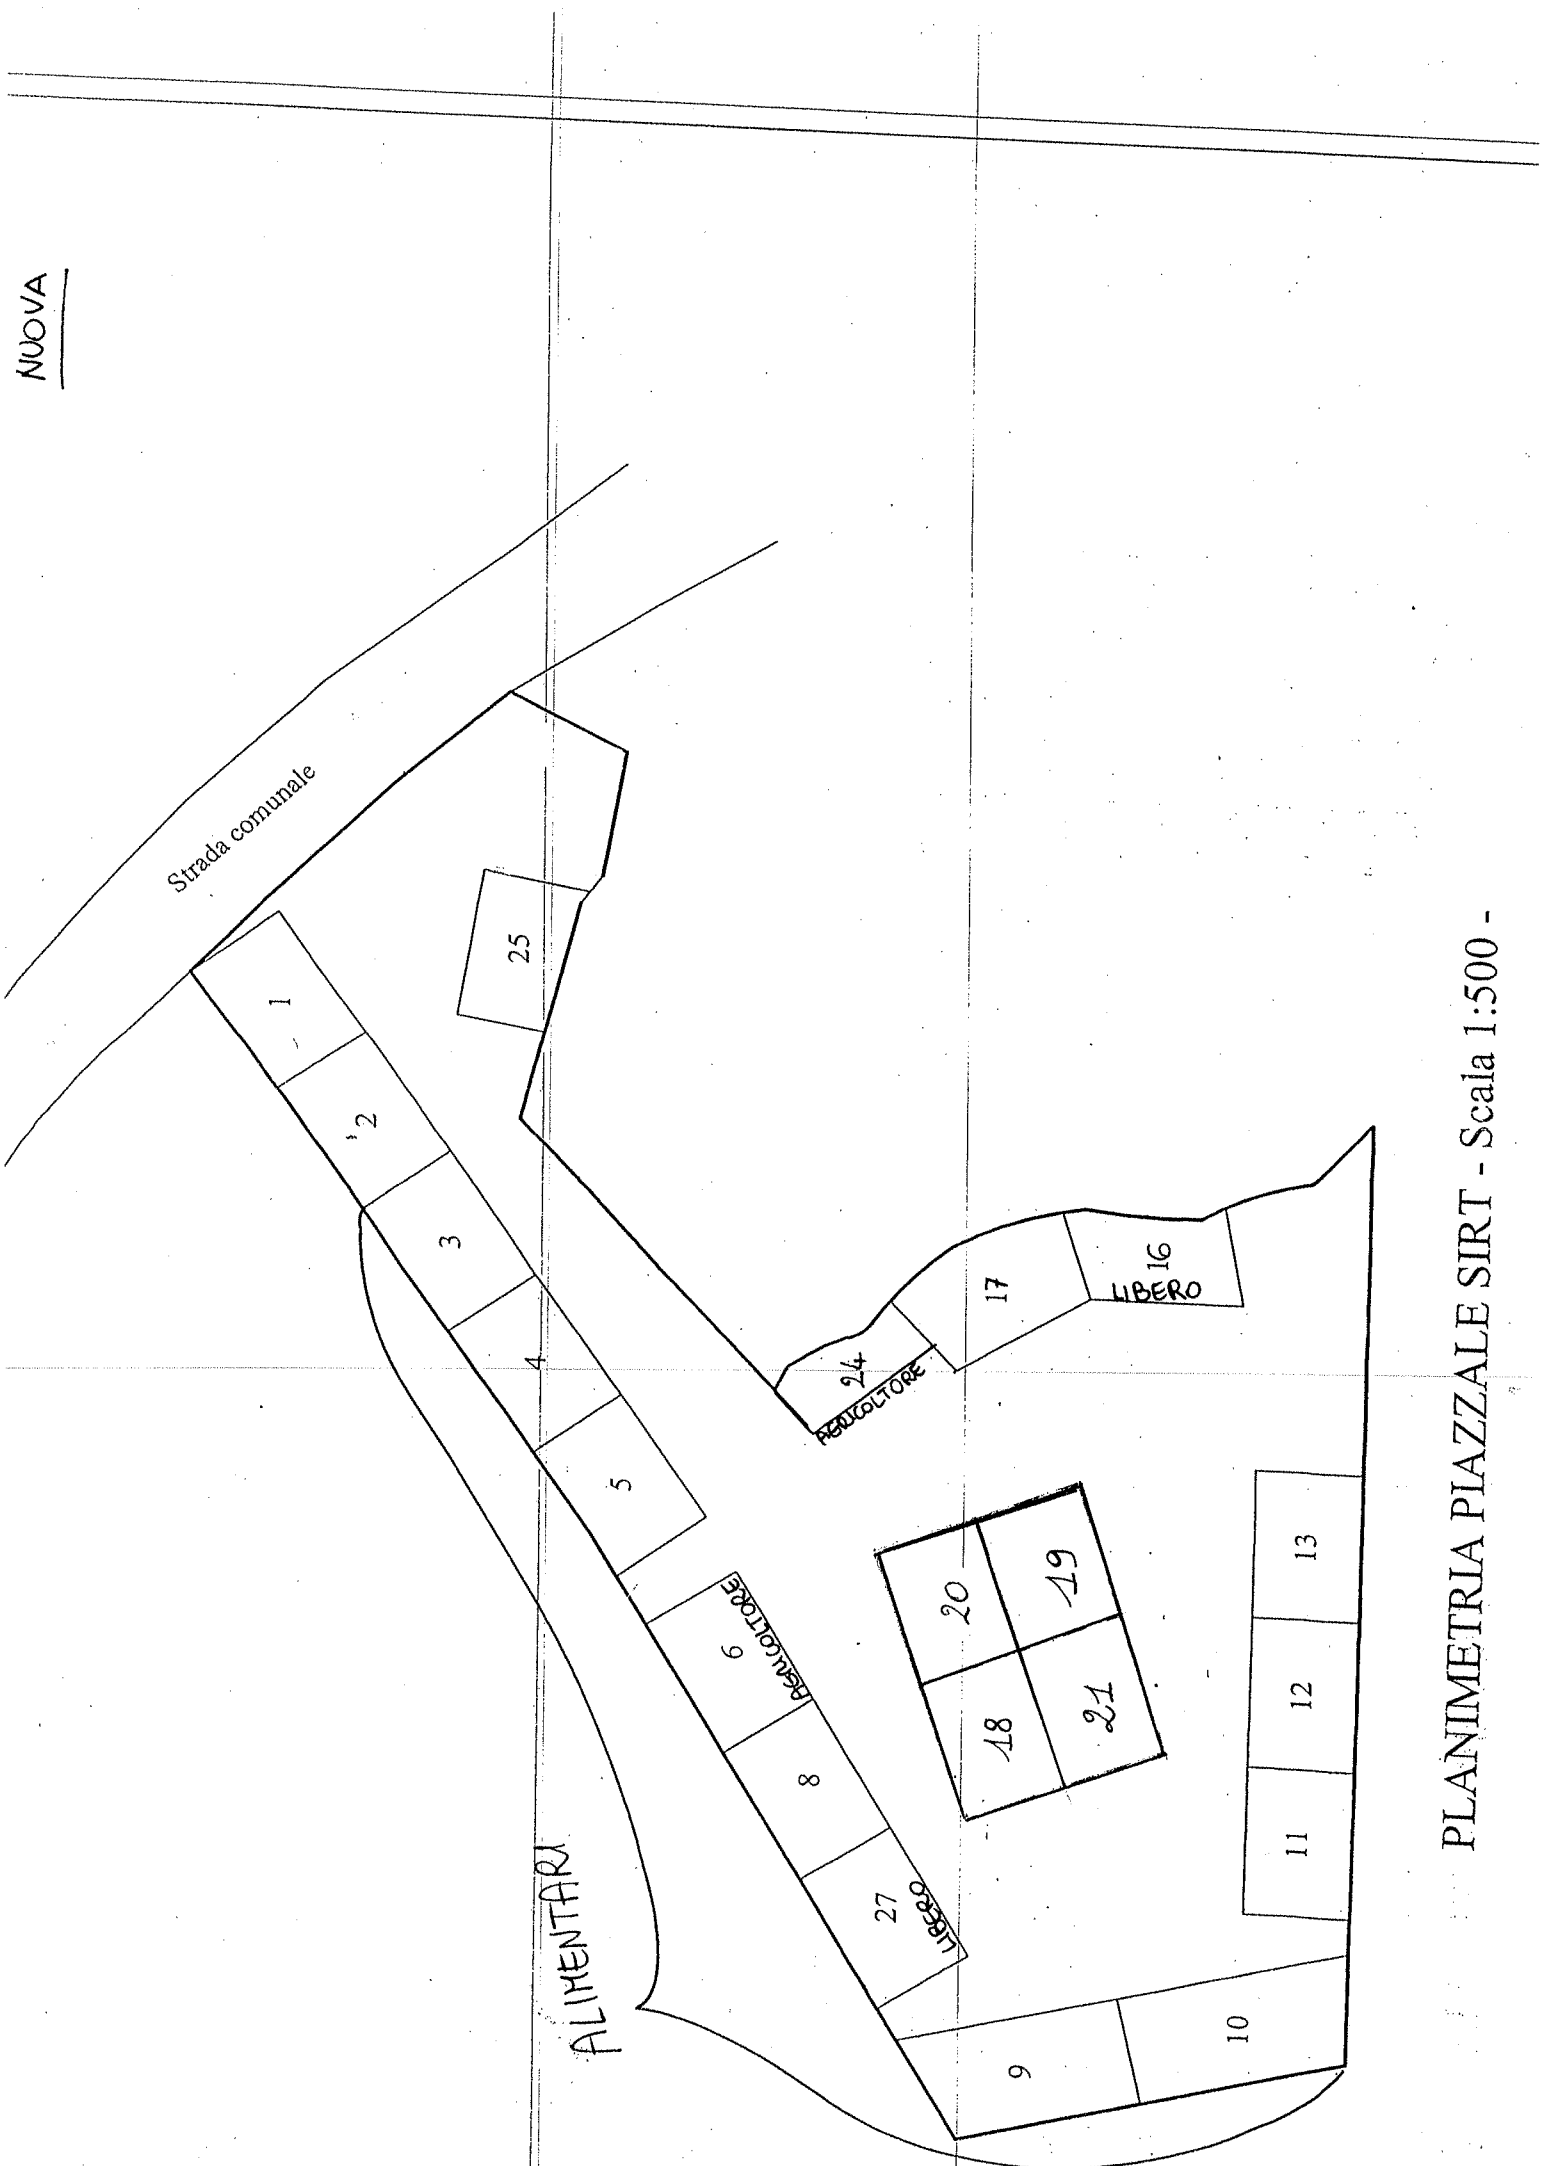 NUOVA
Strada comunale
1
2
3
4
5
25
6
AGRICOLTORE
8
27
LIBERO
9
10
ALIMENTARI
24
AGRICOLTORE
17
16
LIBERO
20
19
18
21
13
12
11
PLANIMETRIA PIAZZALE SIRT - Scala 1:500 -